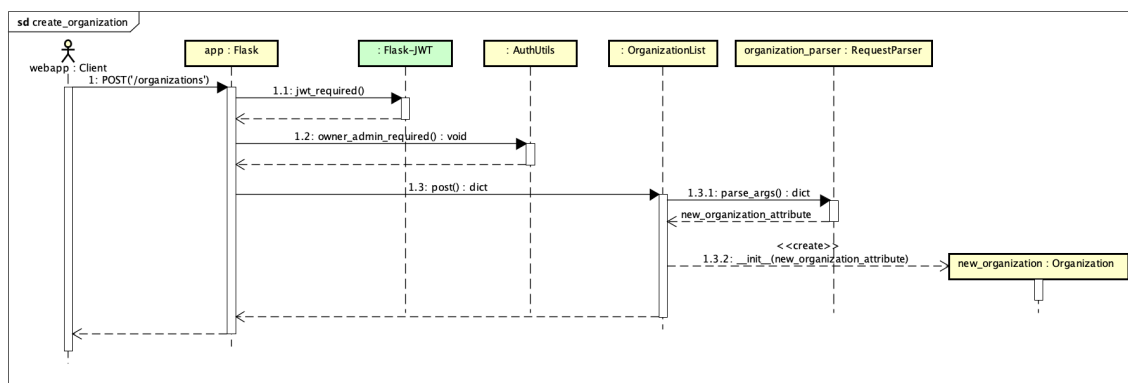 sd create_organization
app : Flask
: Flask-JWT
: AuthUtils
: OrganizationList
organization_parser : RequestParser
webapp : Client
1: POST('/organizations')
1.1: jwt_required()
1.2: owner_admin_required() : void
1.3: post() : dict
1.3.1: parse_args() : dict
new_organization_attribute
<<create>>
1.3.2: __init__(new_organization_attribute)
new_organization : Organization